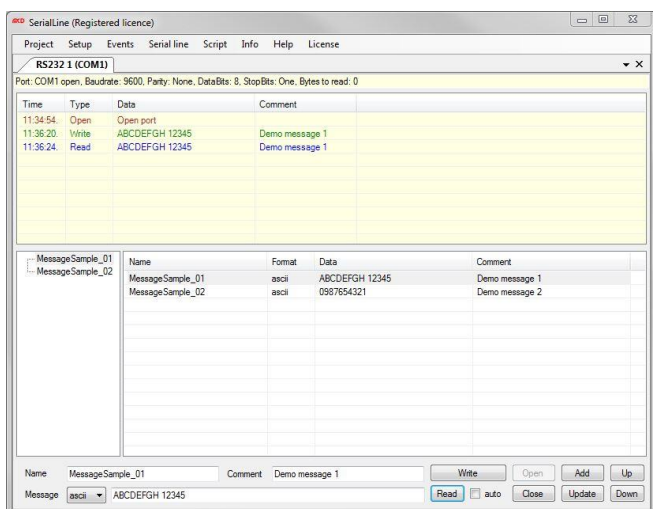 SerialLine (Registered licence)
Project Setup Events Serial line Script Info Help License
RS232 1 (COM1)
Port: COM1 open, Baudrate: 9600, Parity: None, DataBits: 8, StopBits: One, Bytes to read: 0
Time Type Data Comment
11:34:54. Open Open port
11:36:20. Write ABCDEFGH 12345 Demo message 1
11:36:24. Read ABCDEFGH 12345 Demo message 1
MessageSample_01
MessageSample_02
Name Format Data Comment
MessageSample_01 ascii ABCDEFGH 12345 Demo message 1
MessageSample_02 ascii 0987654321 Demo message 2
Name MessageSample_01 Comment Demo message 1 Write Open Add Up
Message ascii ABCDEFGH 12345 Read auto Close Update Down